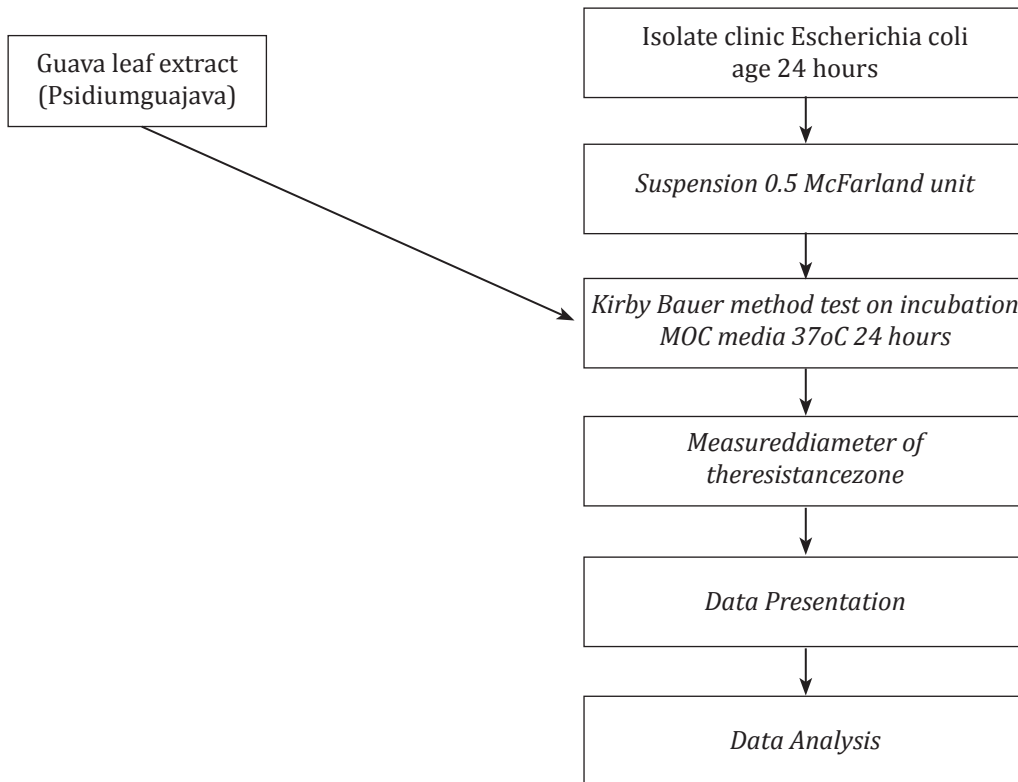 Guava leaf extract
(Psidiumguajava)
Isolate clinic Escherichia coli
age 24 hours
Suspension 0.5 McFarland unit
Kirby Bauer method test on incubation
MOC media 37oC 24 hours
Measureddiameter of
theresistancezone
Data Presentation
Data Analysis